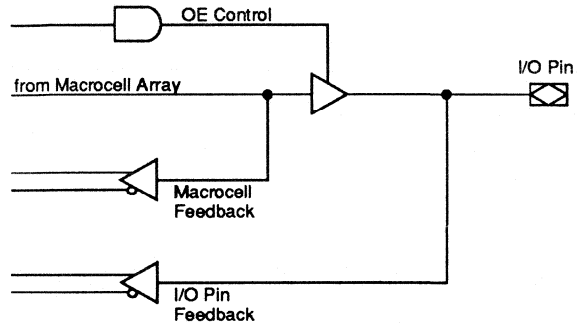 OE Control
I/O Pin
from Macrocell Array
Macrocell
Feedback
I/O Pin
Feedback